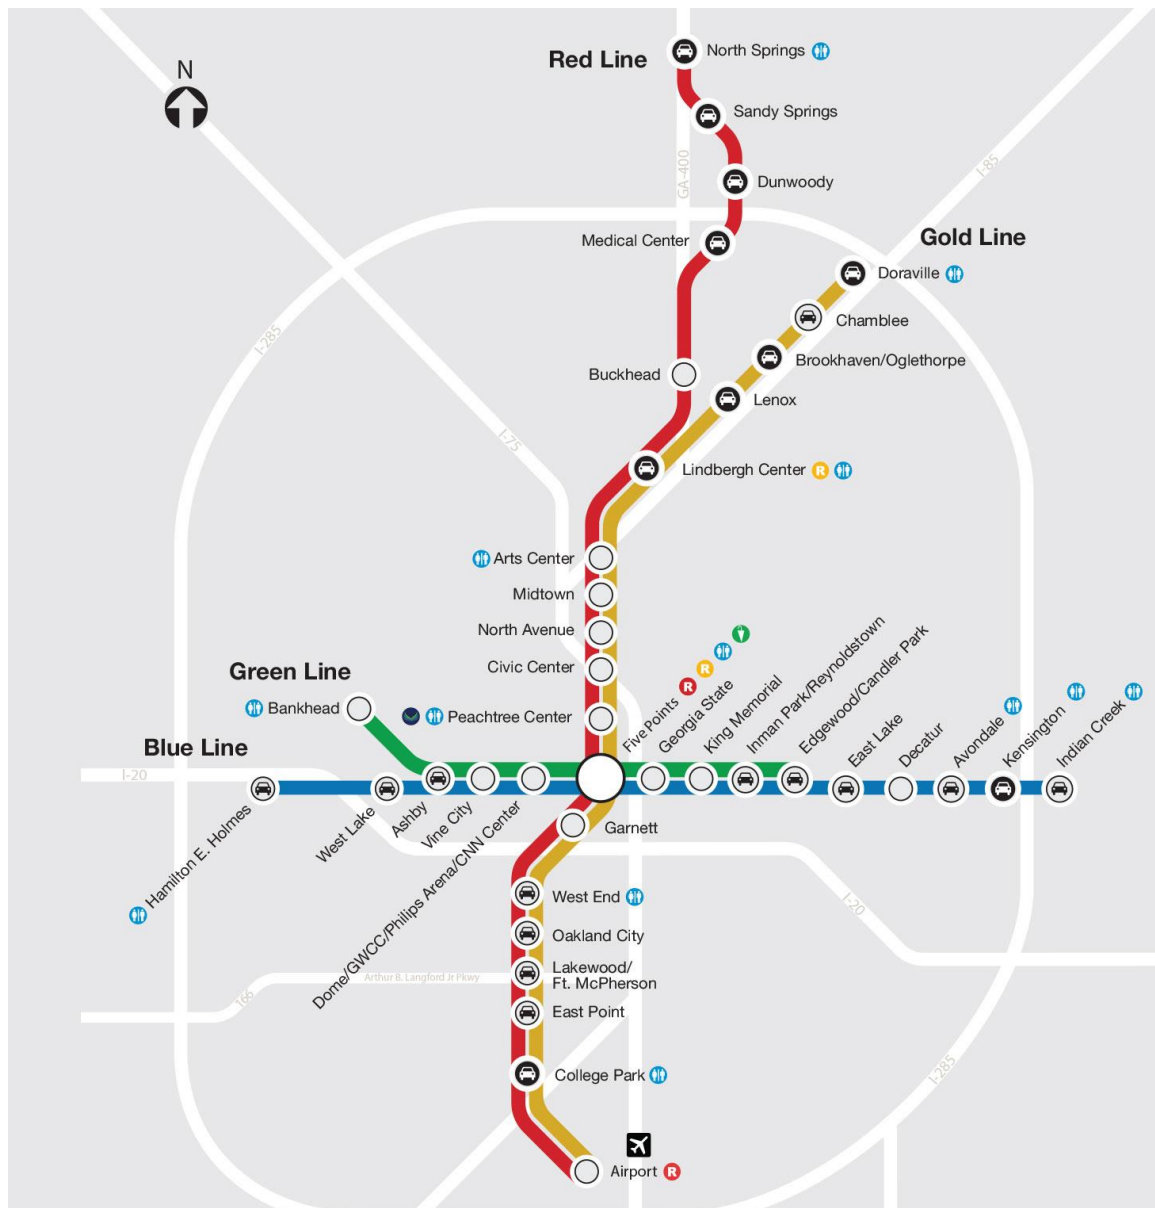 N
Red Line
North Springs
Sandy Springs
GA-400
Dunwoody
I-85
Medical Center
Gold Line
Doraville
Chamblee
I-285
Brookhaven/Oglethorpe
Buckhead
Lenox
I-75
Lindbergh Center R
Arts Center
Midtown
North Avenue
Civic Center
Peachtree Center
Green Line
Bankhead
Blue Line
I-20
Five Points R R
Georgia State
King Memorial
Inman Park/Reynoldstown
Edgewood/Candler Park
East Lake
Decatur
Avondale
Kensington
Indian Creek
Hamilton E. Holmes
West Lake
Ashby
Vine City
Dome/GWCC/Philips Arena/CNN Center
Garnett
West End
I-20
Oakland City
Lakewood/
Ft. McPherson
Arthur B. Langford Jr Pkwy
166
East Point
College Park
I-285
Airport R